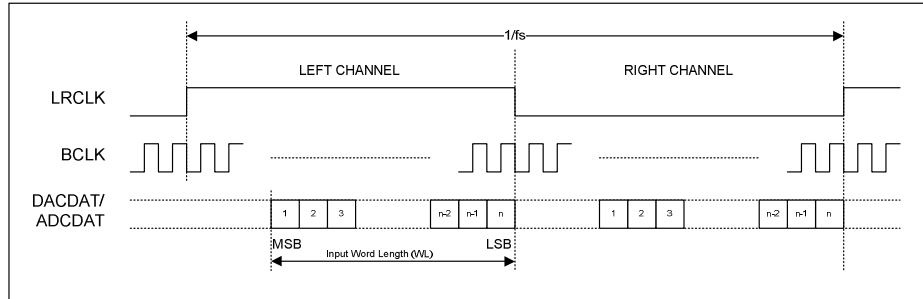 1/fs
LEFT CHANNEL RIGHT CHANNEL
LRCLK
BCLK
DACDAT/
ADCDAT
1 2 3 n-2 n-1 n 1 2 3 n-2 n-1 n
MSB LSB
Input Word Length (WL)